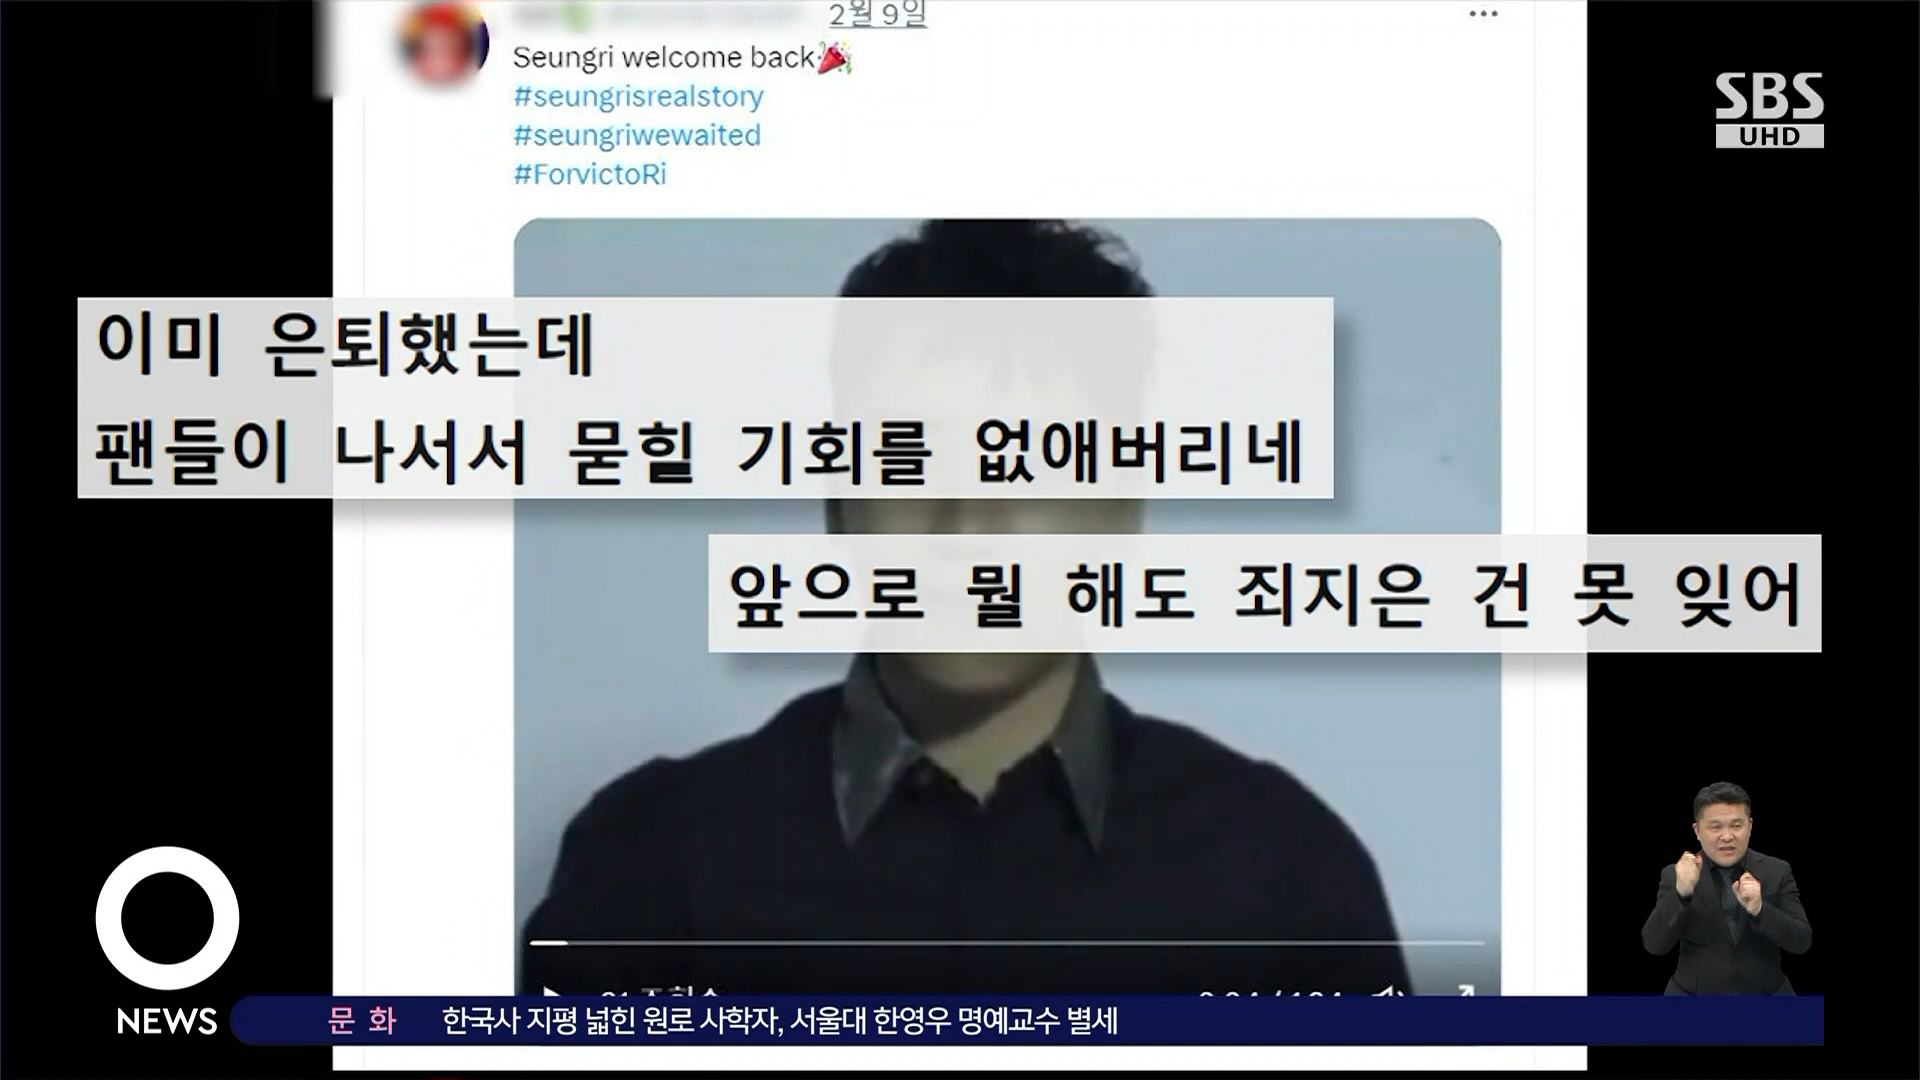 2월 9일
Seungri welcome back
#seungrisrealstory
#seungriwewaited
#ForvictoRi
SBS
UHD
이미 은퇴했는데
팬들이 나서서 묻힐 기회를 없애버리네
앞으로 뭘 해도 죄지은 건 못 잊어
NEWS
문화 한국사 지평 넓힌 원로 사학자, 서울대 한영우 명예교수 별세